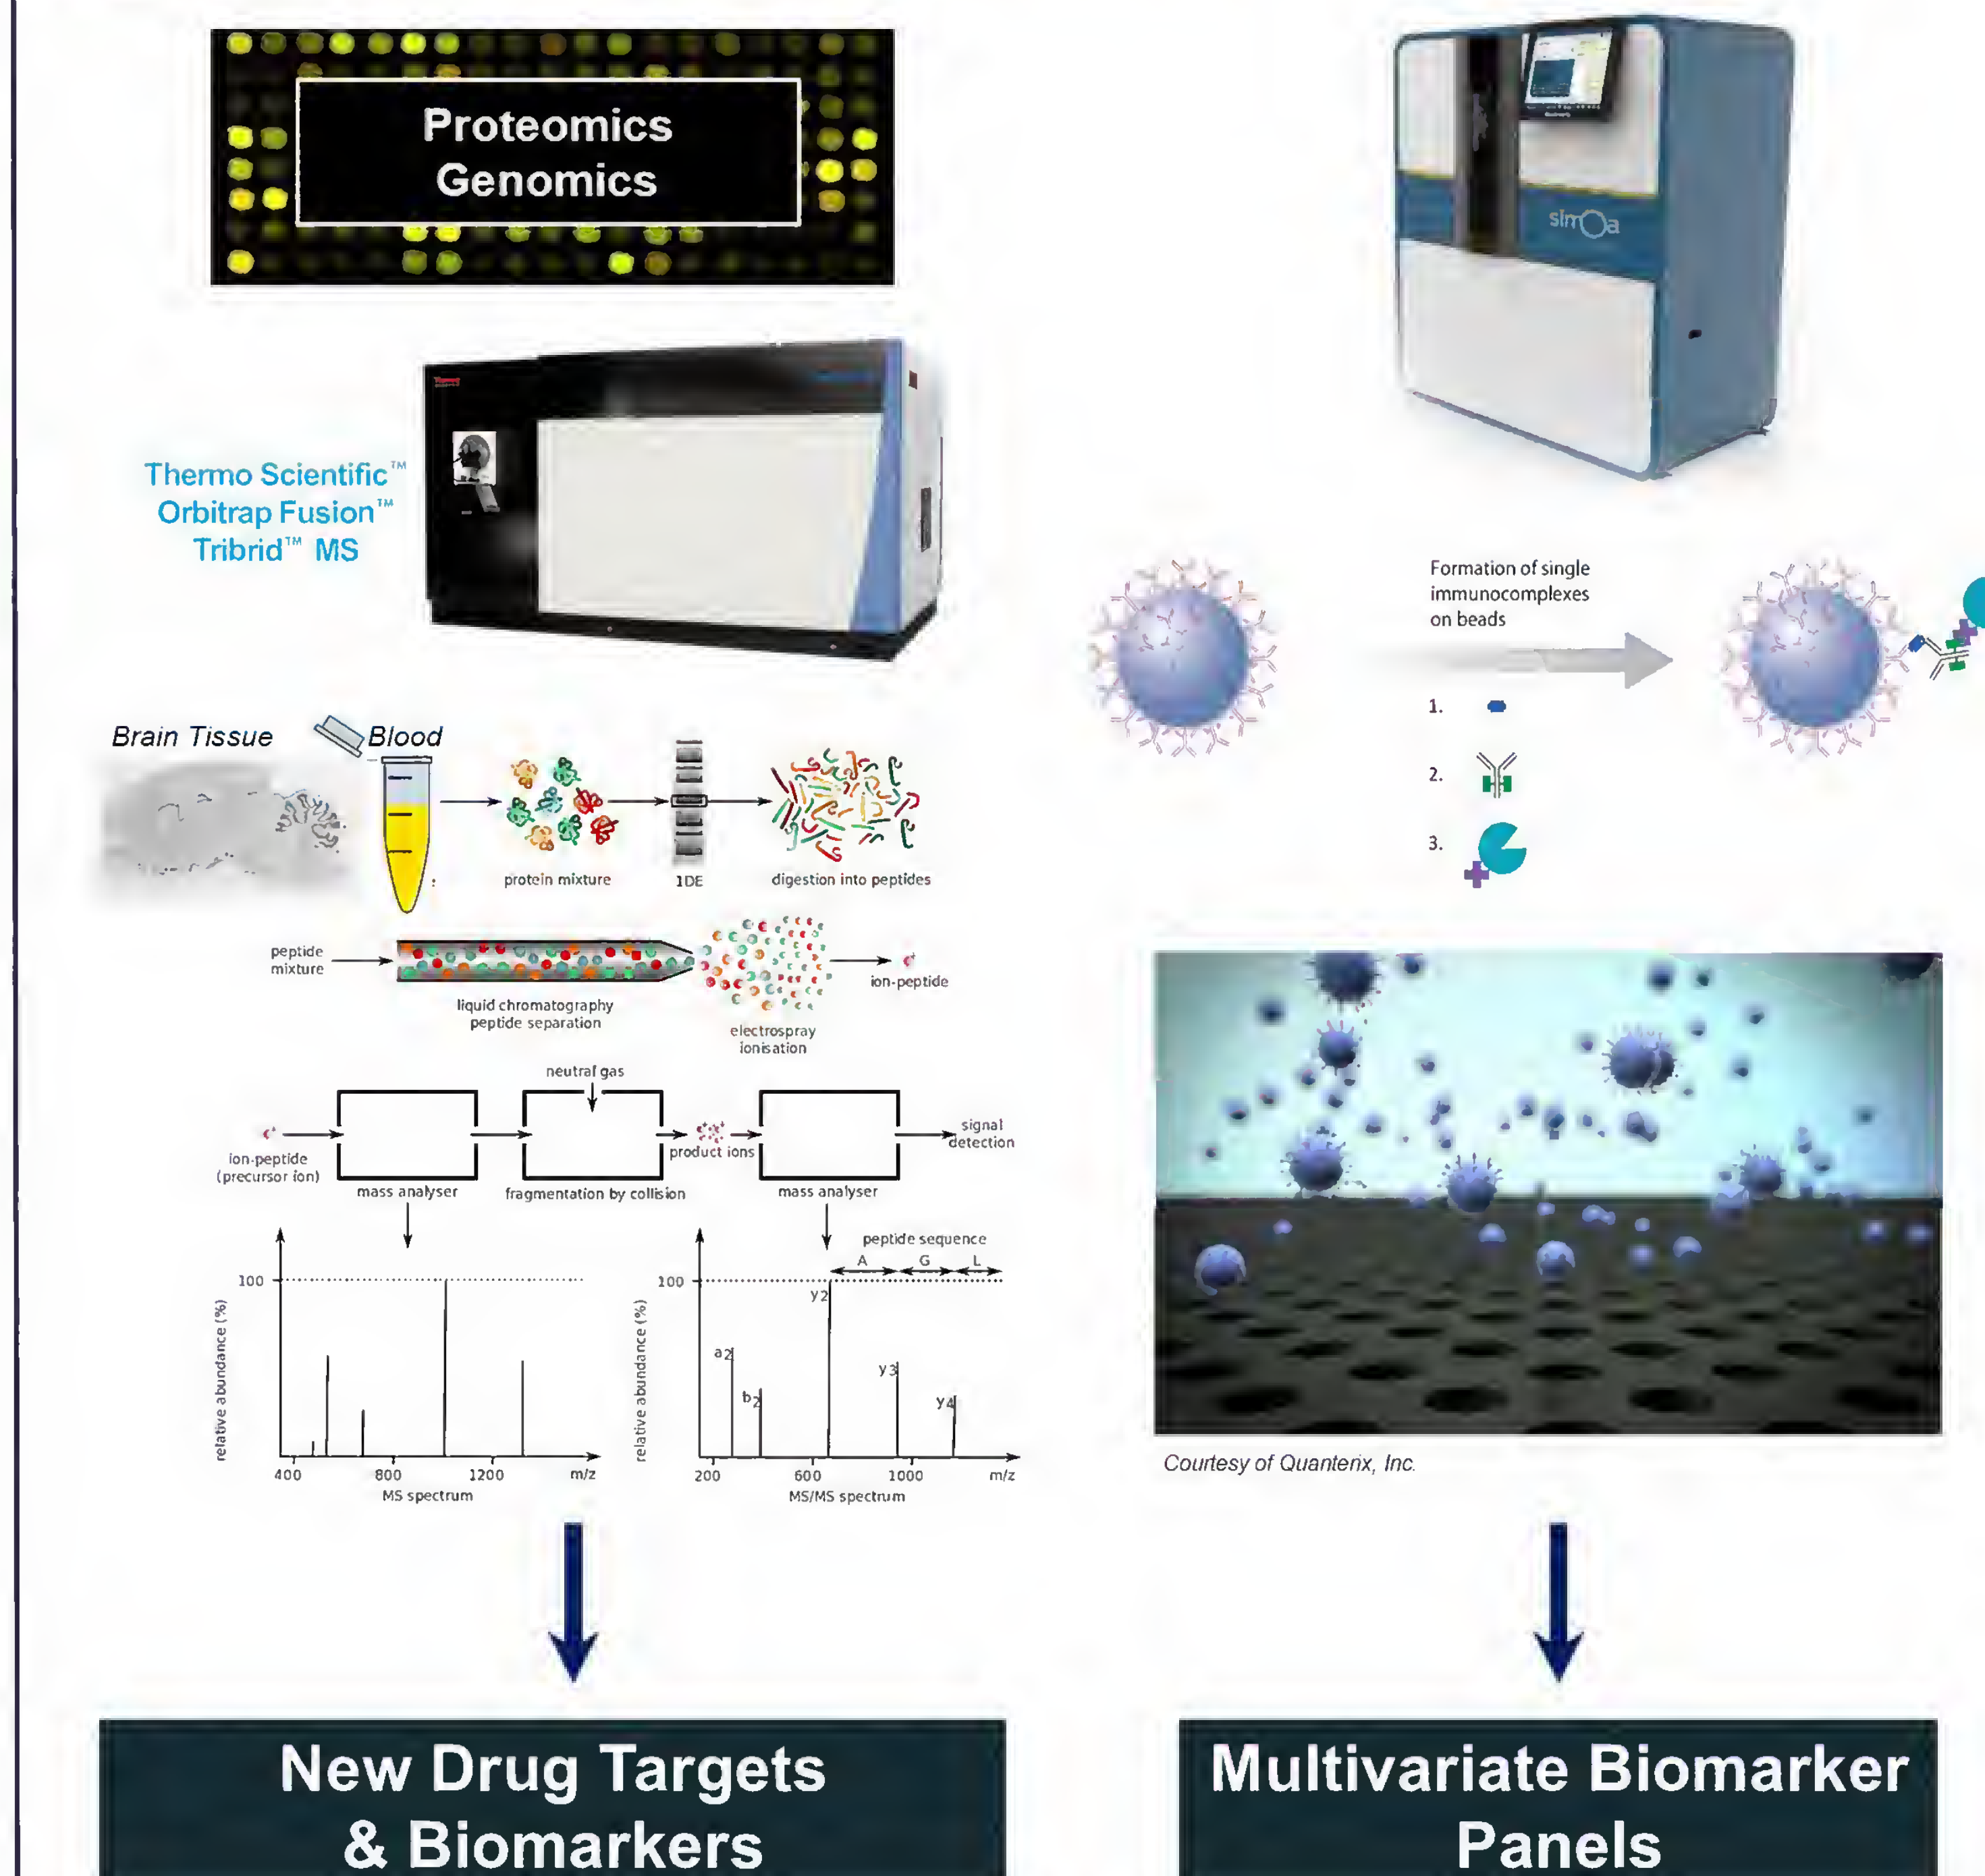 Proteomics
Genomics
Thermo Scientific™
Orbitrap Fusion™
Tribrid™ MS
Brain Tissue
Blood
protein mixture
1DE
digestion into peptides
peptide
mixture
liquid chromatography
peptide separation
electrospray
ionisation
ion-peptide
neutral gas
ion-peptide
(precursor ion)
product ions
signal
detection
mass analyser
fragmentation by collision
mass analyser
relative abundance (%)
100
400
800
1200
m/z
MS spectrum
relative abundance (%)
100
peptide sequence
A
G
L
a2
b2
y2
y3
y4
200
600
1000
m/z
MS/MS spectrum
New Drug Targets
& Biomarkers
simoa
Formation of single
immunocomplexes
on beads
1.
2.
3.
Courtesy of Quanterix, Inc.
Multivariate Biomarker
Panels